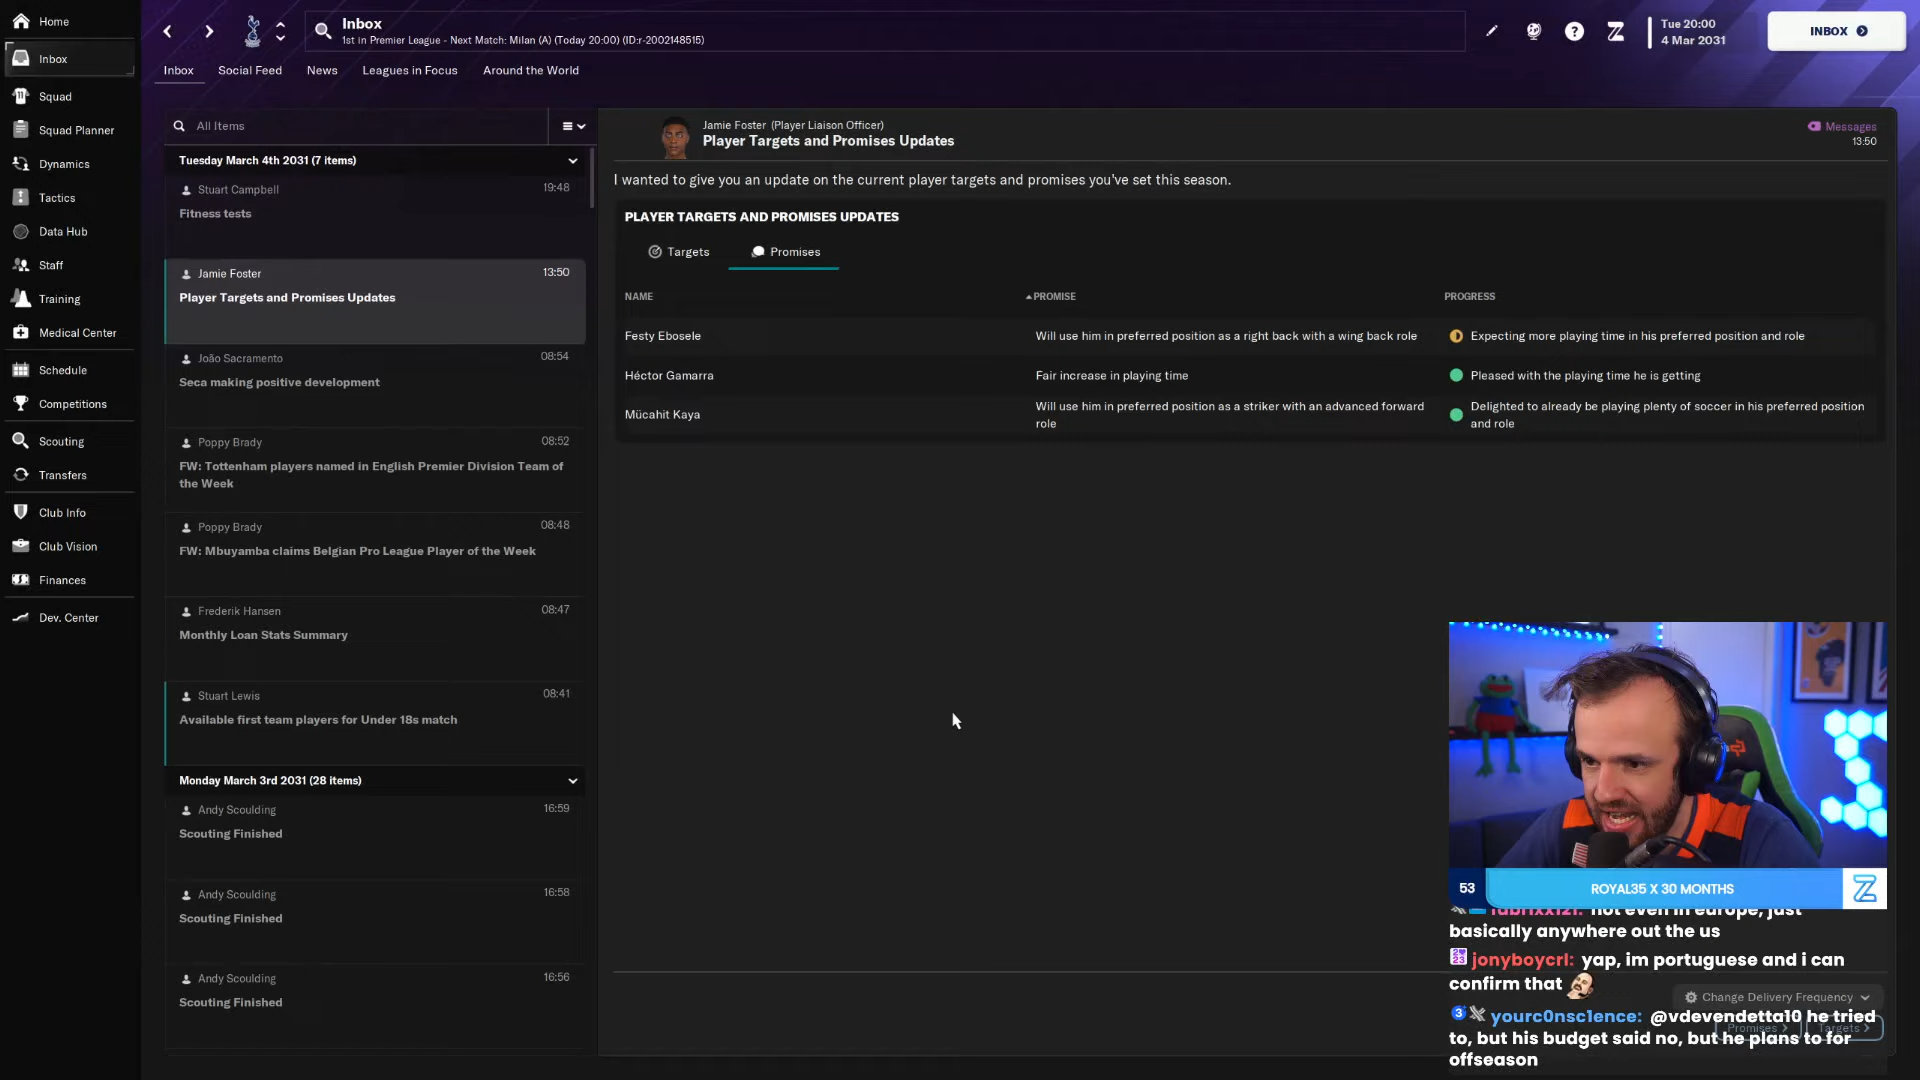 Home
Inbox
Squad
Squad Planner
Dynamics
Tactics
Data Hub
Staff
Training
Medical Center
Schedule
Competitions
Scouting
Transfers
Club Info
Club Vision
Finances
Dev. Center
Inbox
1st in Premier League - Next Match: Milan (A) (Today 20:00) (ID:r-2002148515)
Tue 20:00
4 Mar 2031
INBOX
Inbox
Social Feed
News
Leagues in Focus
Around the World
All Items
Tuesday March 4th 2031 (7 items)
Stuart Campbell
19:48
Fitness tests
Jamie Foster
13:50
Player Targets and Promises Updates
João Sacramento
08:54
Seca making positive development
Poppy Brady
08:52
FW: Tottenham players named in English Premier Division Team of
the Week
Poppy Brady
08:48
FW: Mbuyamba claims Belgian Pro League Player of the Week
Frederik Hansen
08:47
Monthly Loan Stats Summary
Stuart Lewis
08:41
Available first team players for Under 18s match
Monday March 3rd 2031 (28 items)
Andy Scoulding
16:59
Scouting Finished
Andy Scoulding
16:58
Scouting Finished
Andy Scoulding
16:56
Scouting Finished
Jamie Foster (Player Liaison Officer)
Player Targets and Promises Updates
Messages
13:50
I wanted to give you an update on the current player targets and promises you've set this season.
PLAYER TARGETS AND PROMISES UPDATES
Targets
Promises
NAME
PROMISE
PROGRESS
Festy Ebosele
Will use him in preferred position as a right back with a wing back role
Expecting more playing time in his preferred position and role
Héctor Gamarra
Fair increase in playing time
Pleased with the playing time he is getting
Mücahit Kaya
Will use him in preferred position as a striker with an advanced forward
role
Delighted to already be playing plenty of soccer in his preferred position
and role
53
ROYAL35 X 30 MONTHS
not even in europe, just
basically anywhere out the us
jonyboycrl: yap, im portuguese and i can
confirm that
Change Delivery Frequency
yourc0nsc1ence: @vdevendetta10 he tried
to, but his budget said no, but he plans to for
offseason
Promises
Targets